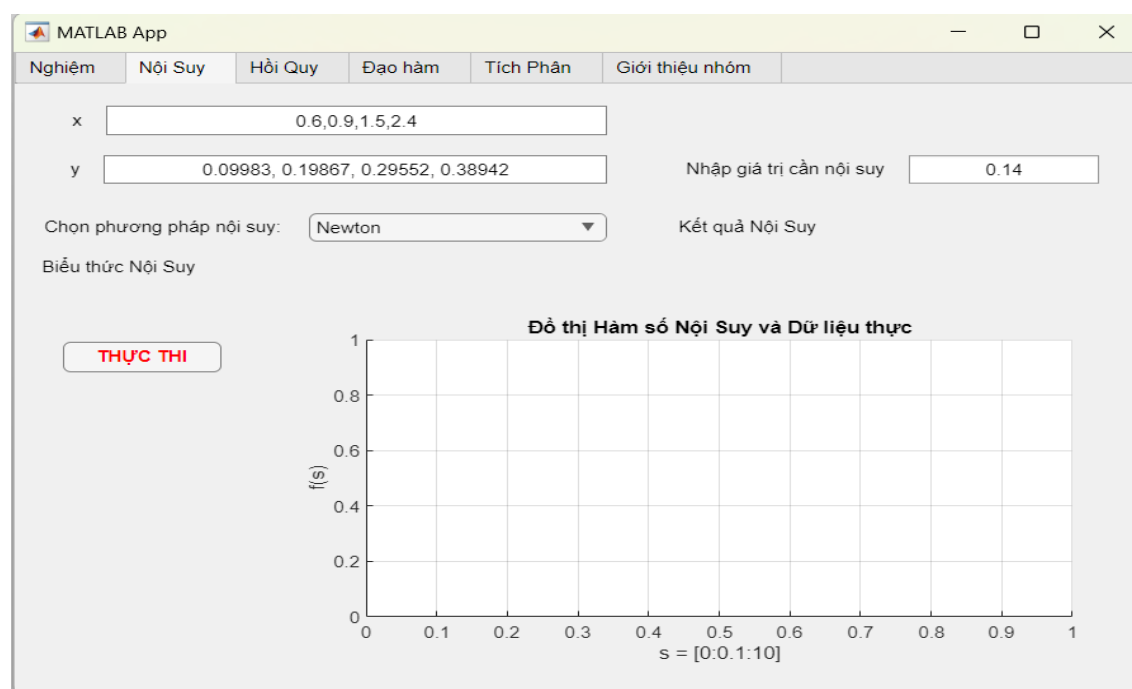 MATLAB App
Nghiệm Nội Suy Hồi Quy Đạo hàm Tích Phân Giới thiệu nhóm
x 0.6,0.9,1.5,2.4
y 0.09983, 0.19867, 0.29552, 0.38942 Nhập giá trị cần nội suy 0.14
Chọn phương pháp nội suy: Newton Kết quả Nội Suy
Biểu thức Nội Suy
Đồ thị Hàm số Nội Suy và Dữ liệu thực
THỰC THI
1
0.8
0.6
f(s)
0.4
0.2
0
0 0.1 0.2 0.3 0.4 0.5 0.6 0.7 0.8 0.9 1
s = [0:0.1:10]